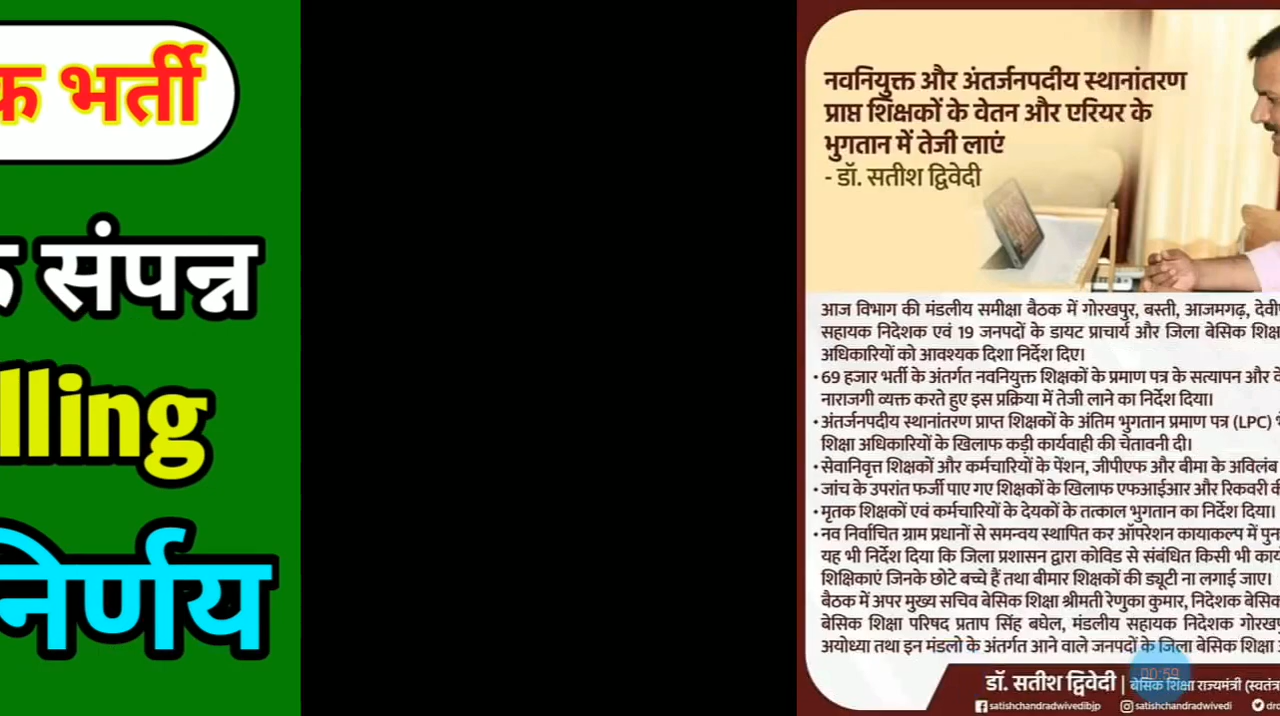 भर्ती
संपन्न
lling
निर्णय
नवनियुक्त और अंतर्जनपदीय स्थानांतरण
प्राप्त शिक्षकों के वेतन और एरियर के
भुगतान में तेजी लाएं
- डॉ. सतीश द्विवेदी
आज विभाग की मंडलीय समीक्षा बैठक में गोरखपुर, बस्ती, आजमगढ़, देवीप
सहायक निदेशक एवं 19 जनपदों के डायट प्राचार्य और जिला बेसिक शिक्षा
अधिकारियों को आवश्यक दिशा निर्देश दिए।
• 69 हजार भर्ती के अंतर्गत नवनियुक्त शिक्षकों के प्रमाण पत्र के सत्यापन और वे
नाराजगी व्यक्त करते हुए इस प्रक्रिया में तेजी लाने का निर्देश दिया।
• अंतर्जनपदीय स्थानांतरण प्राप्त शिक्षकों के अंतिम भुगतान प्रमाण पत्र (LPC)
शिक्षा अधिकारियों के खिलाफ कड़ी कार्यवाही की चेतावनी दी।
• सेवानिवृत्त शिक्षकों और कर्मचारियों के पेंशन, जीपीएफ और बीमा के अविलंब
• जांच के उपरांत फर्जी पाए गए शिक्षकों के खिलाफ एफआईआर और रिकवरी की
• मृतक शिक्षकों एवं कर्मचारियों के देयकों के तत्काल भुगतान का निर्देश दिया।
• नव निर्वाचित ग्राम प्रधानों से समन्वय स्थापित कर ऑपरेशन कायाकल्प में पुन
यह भी निर्देश दिया कि जिला प्रशासन द्वारा कोविड से संबंधित किसी भी कार्य
शिक्षिकाएं जिनके छोटे बच्चे हैं तथा बीमार शिक्षकों की ड्यूटी ना लगाई जाए।
बैठक में अपर मुख्य सचिव बेसिक शिक्षा श्रीमती रेणुका कुमार, निदेशक बेसिक
बेसिक शिक्षा परिषद प्रताप सिंह बघेल, मंडलीय सहायक निदेशक गोरखपु
अयोध्या तथा इन मंडलो के अंतर्गत आने वाले जनपदों के जिला बेसिक शिक्षा
00:59
डॉ. सतीश द्विवेदी | बेसिक शिक्षा राज्यमंत्री (स्वतंत्र
satishchandradwivedibjp satishchandradwivedi drd